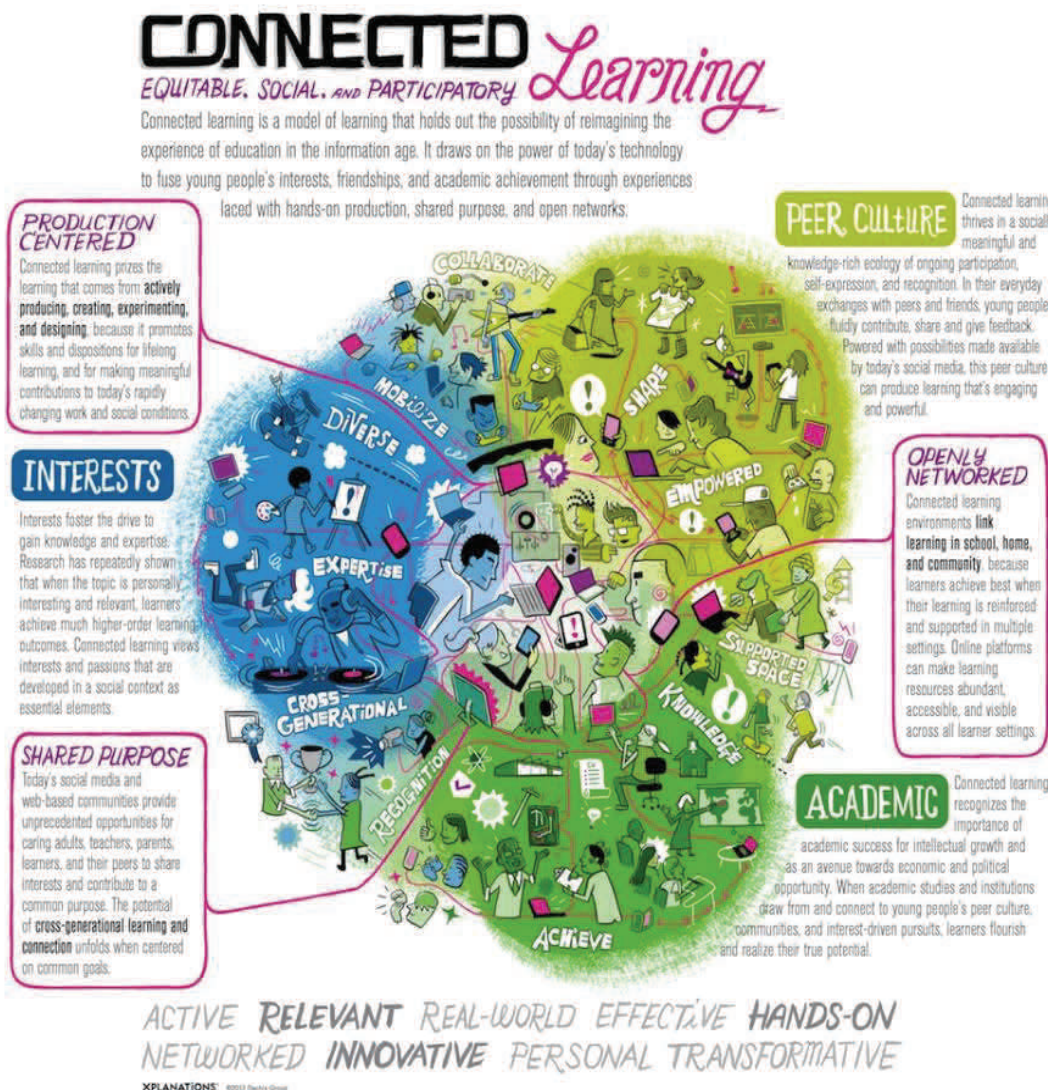 CONNECTED
Learning
EQUITABLE, SOCIAL, AND PARTICIPATORY
Connected learning is a model of learning that holds out the possibility of reimagining the
experience of education in the information age. It draws on the power of today's technology
to fuse young people's interests, friendships, and academic achievement through experiences
laced with hands-on production, shared purpose, and open networks.
PRODUCTION
CENTERED
Connected learning prizes the
learning that comes from actively
producing, creating, experimenting,
and designing, because it promotes
skills and dispositions for lifelong
learning, and for making meaningful
contributions to today's rapidly
changing work and social conditions.
INTERESTS
Interests foster the drive to
gain knowledge and expertise.
Research has repeatedly shown
that when the topic is personally
interesting and relevant, learners
achieve much higher-order learning
outcomes. Connected learning views
interests and passions that are
developed in a social context as
essential elements.
SHARED PURPOSE
Today's social media and
web-based communities provide
unprecedented opportunities for
caring adults, teachers, parents,
learners, and their peers to share
interests and contribute to a
common purpose. The potential
of cross-generational learning and
connection unfolds when centered
on common goals.
COLLABORATE
MOBILIZE
DIVERSE
SHARE
EMPOWERED
EXPERTISE
SUPPORTED
SPACE
CROSS-
GENERATIONAL
KNOWLEDGE
RECOGNITION
ACHIEVE
PEER CULTURE
Connected learnin
thrives in a sociall
meaningful and
knowledge-rich ecology of ongoing participation,
self-expression, and recognition. In their everyday
exchanges with peers and friends, young people
fluidly contribute, share and give feedback.
Powered with possibilities made available
by today's social media, this peer culture
can produce learning that's engaging
and powerful.
OPENLY
NETWORKED
Connected learning
environments link
learning in school, home,
and community, because
learners achieve best when
their learning is reinforced
and supported in multiple
settings. Online platforms
can make learning
resources abundant,
accessible, and visible
across all learner settings.
ACADEMIC
Connected learning
recognizes the
importance of
academic success for intellectual growth and
as an avenue towards economic and political
opportunity. When academic studies and institutions
draw from and connect to young people's peer culture,
communities, and interest-driven pursuits, learners flourish
and realize their true potential.
ACTIVE RELEVANT REAL-WORLD EFFECTIVE HANDS-ON
NETWORKED INNOVATIVE PERSONAL TRANSFORMATIVE
XPLANATIONS